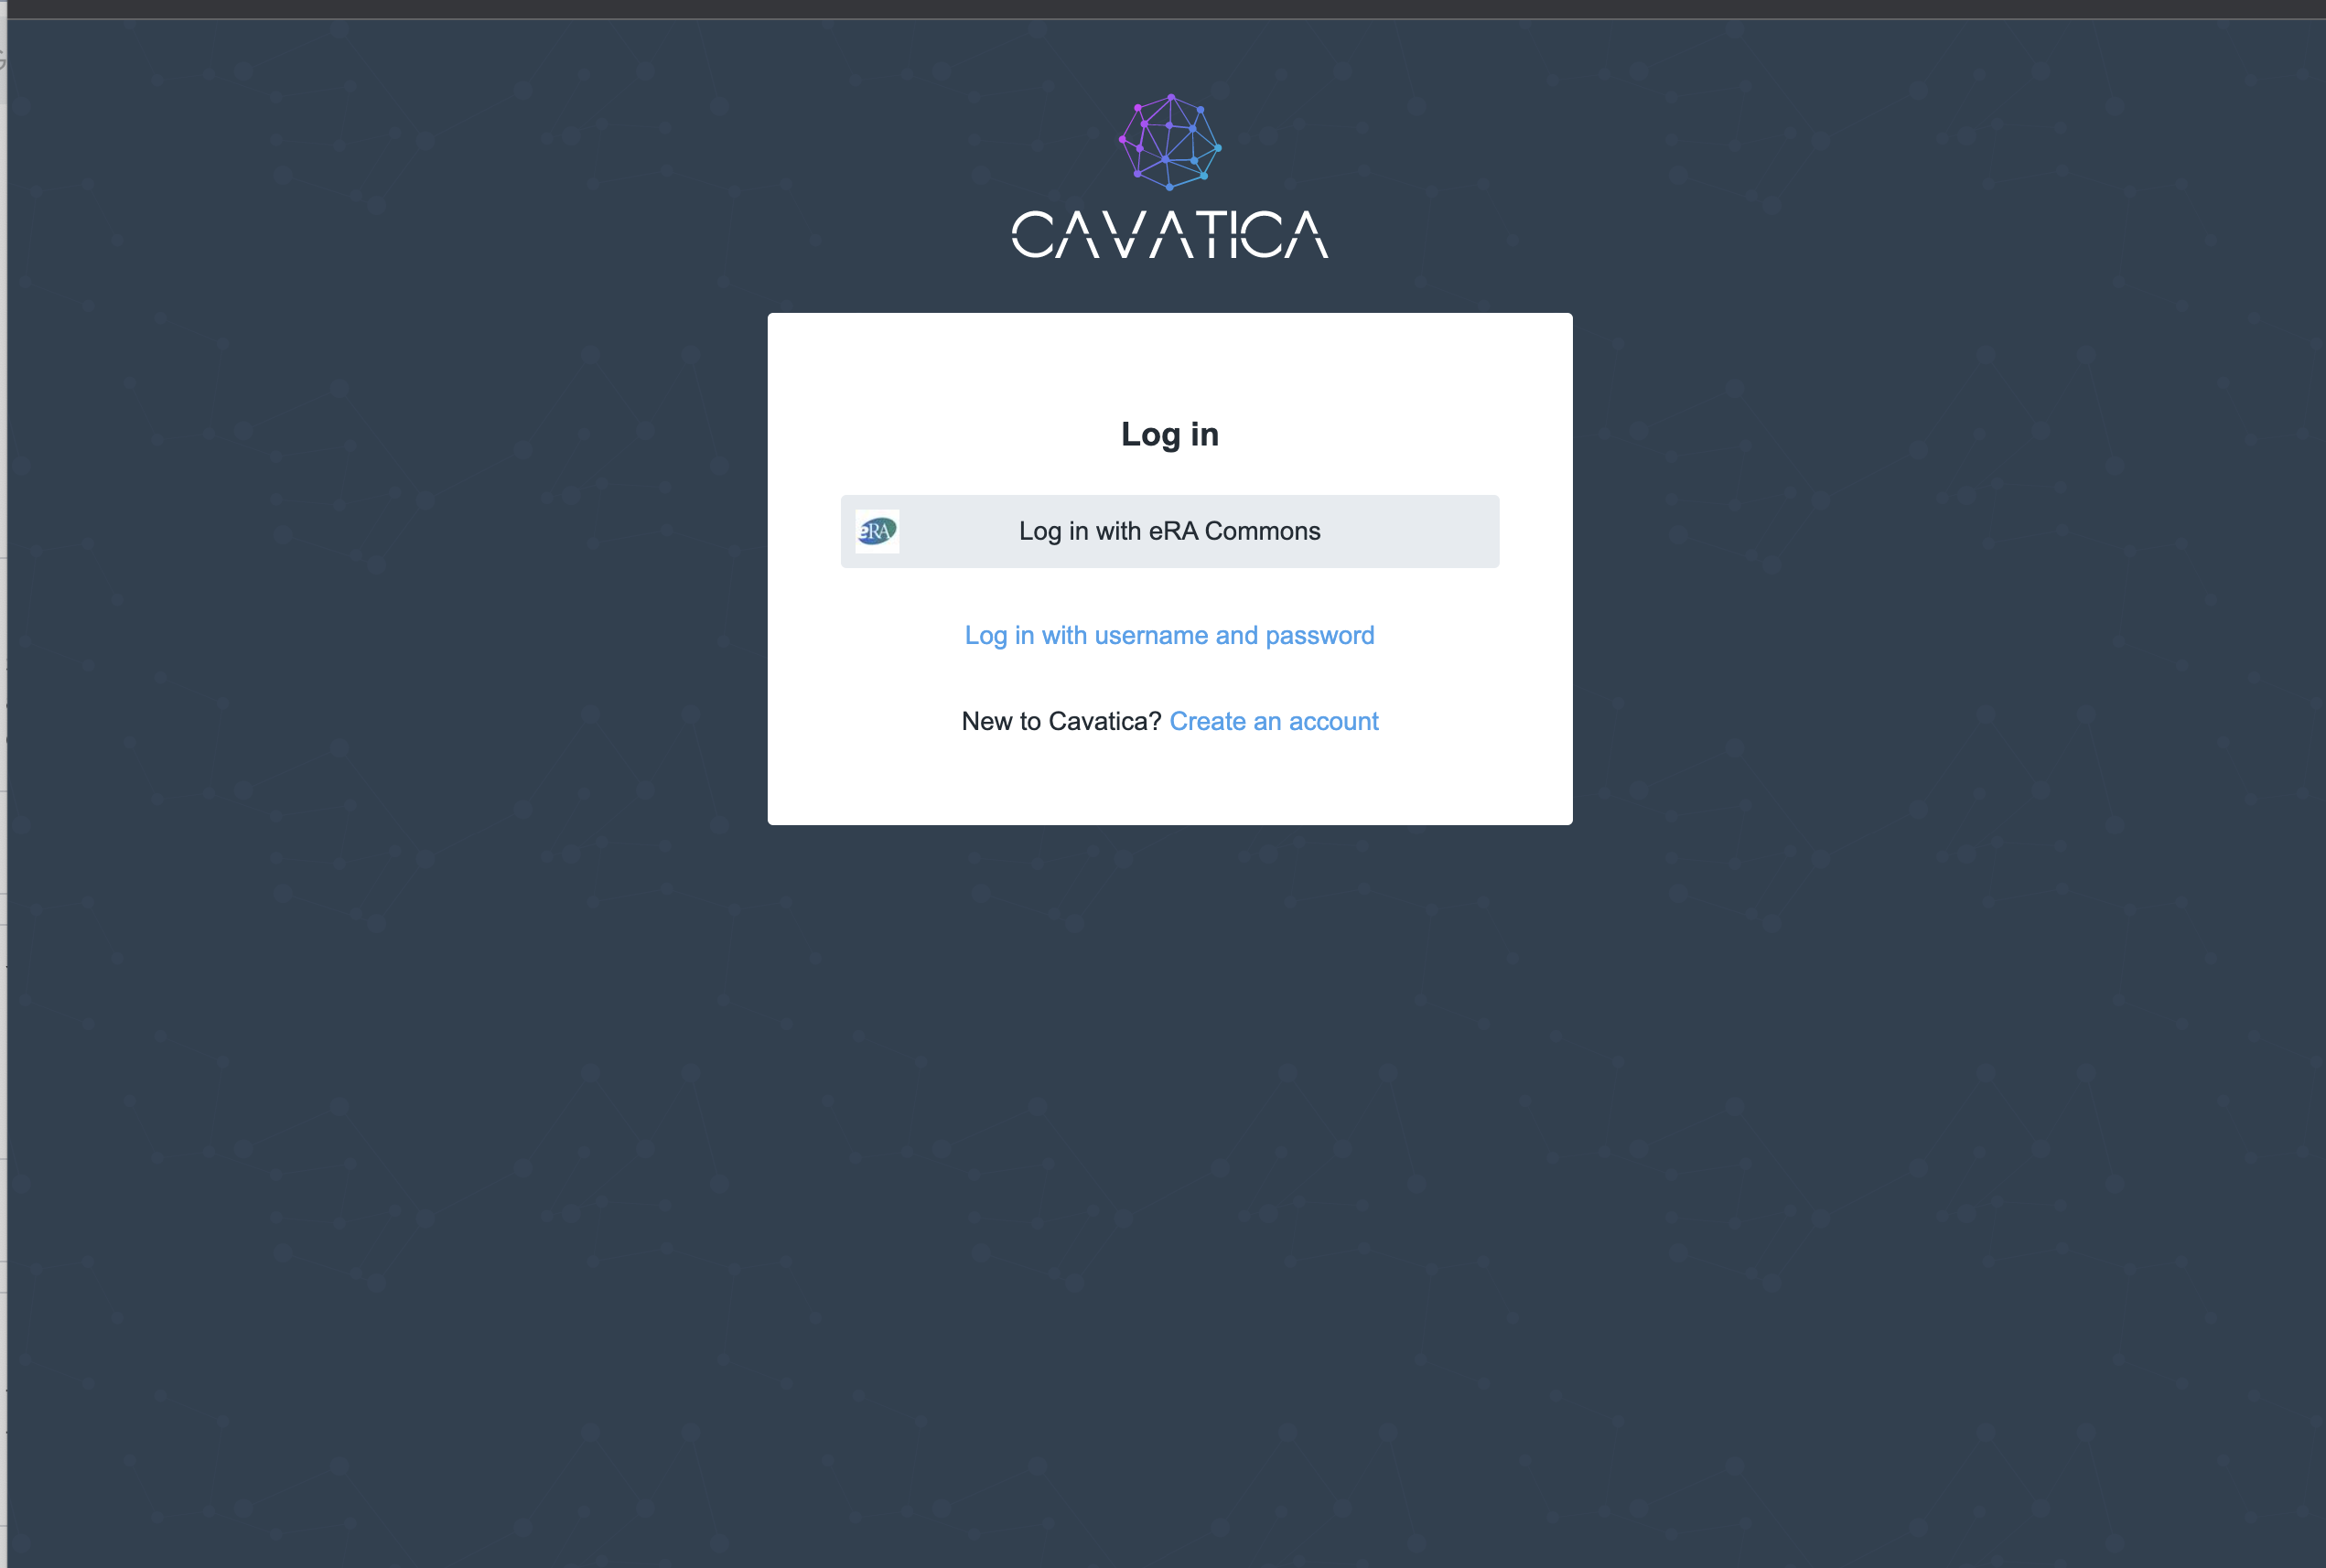 CAVATICA
Log in
eRA
Log in with eRA Commons
Log in with username and password
New to Cavatica? Create an account